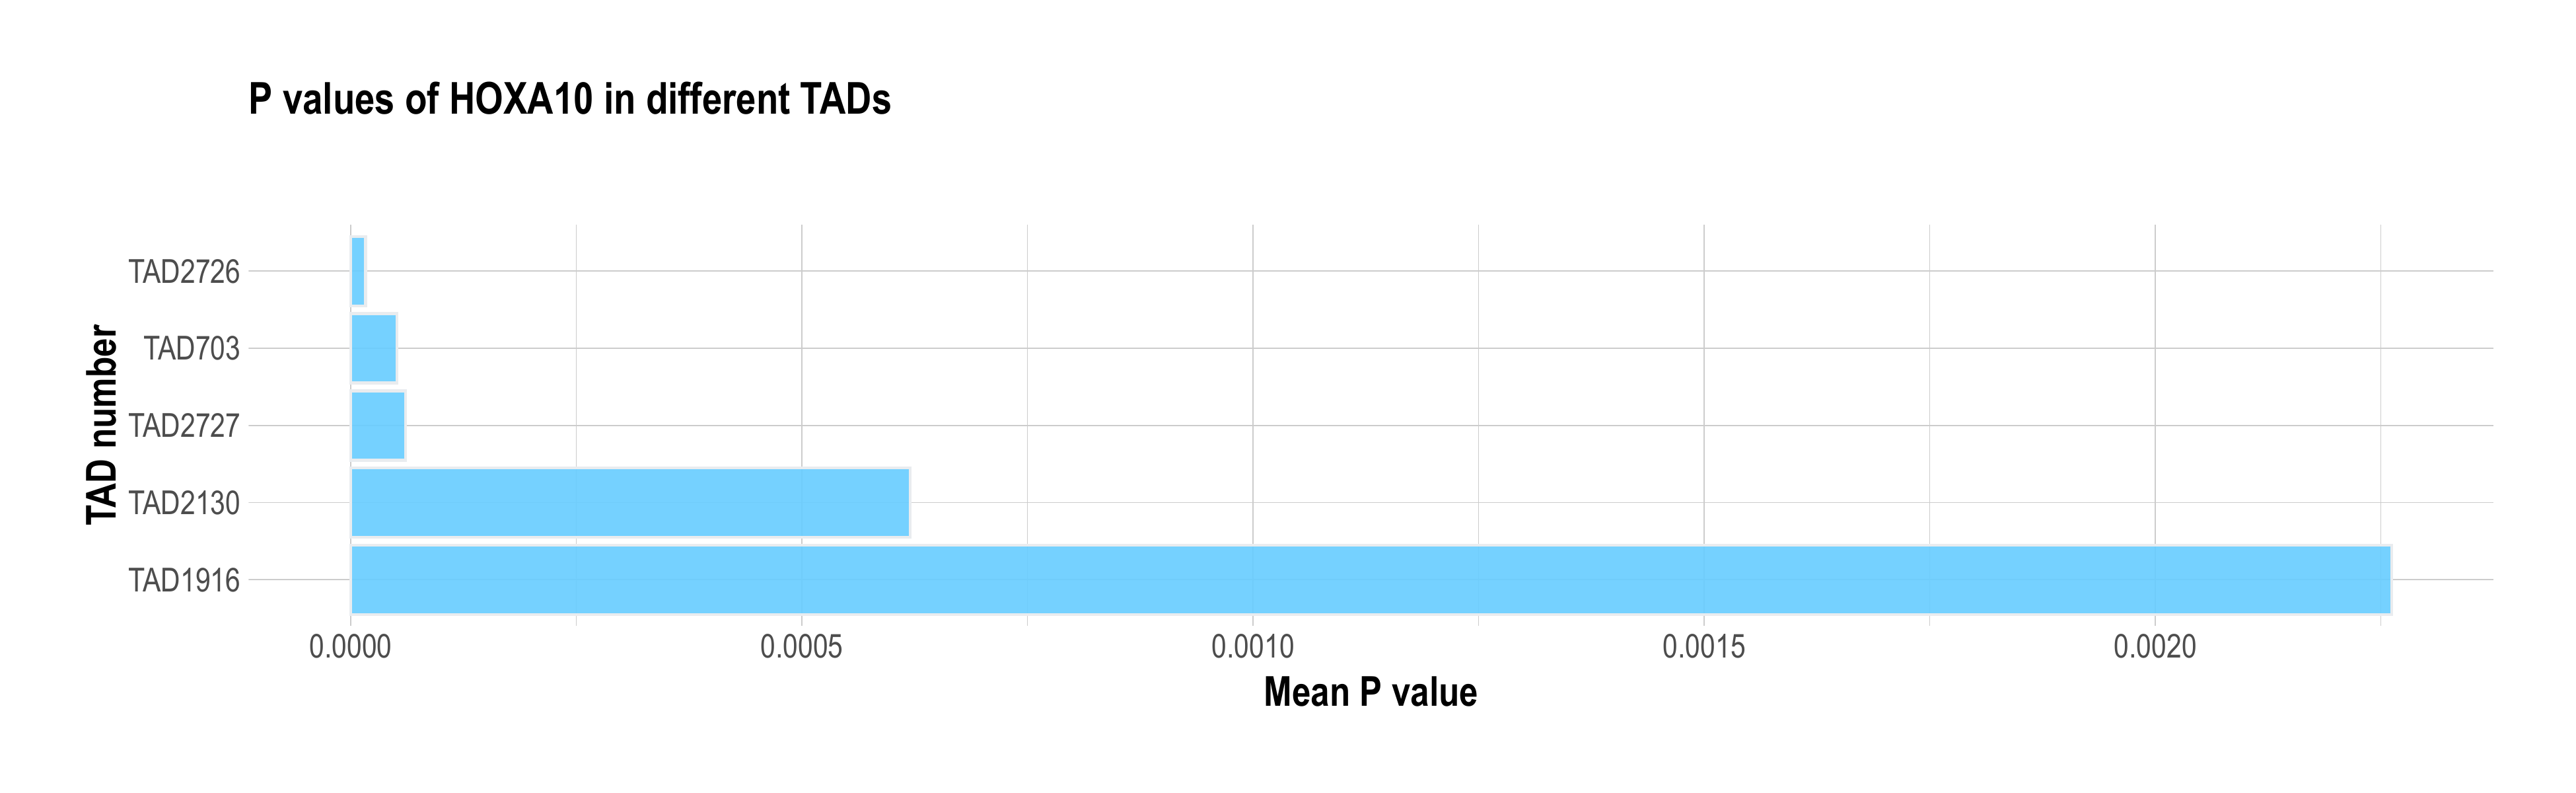 P values of HOXA10 in different TADs
TAD number
TAD2726
TAD703
TAD2727
TAD2130
TAD1916
0.0000 0.0005 0.0010 0.0015 0.0020
Mean P value